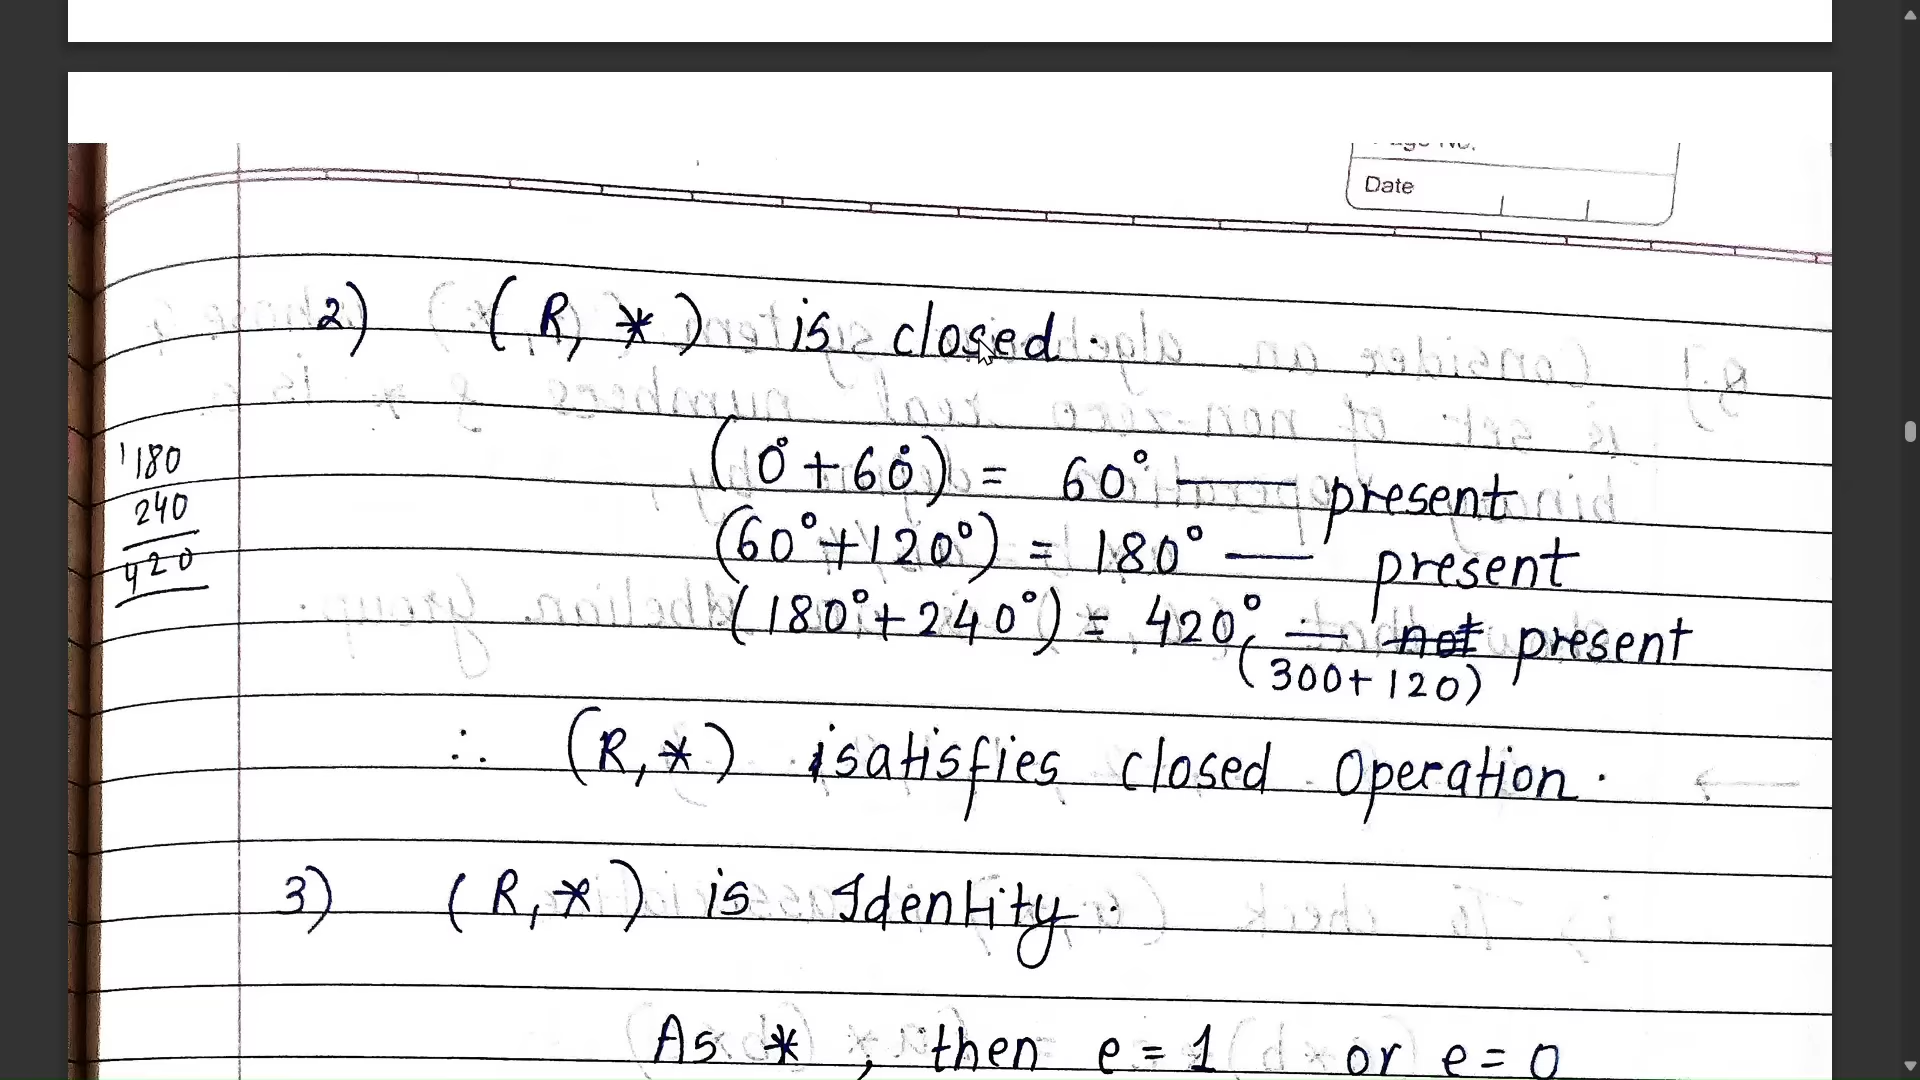 Date
2) (R, *) is closed.
(0° + 60°) = 60° — present
(60° + 120°) = 180° — present
(180° + 240°) = 420° — not present
(300 + 120)
180
240
420
∴ (R, *) satisfies closed Operation.
3) (R, *) is Identity.
As *, then e = 1 or e = 0